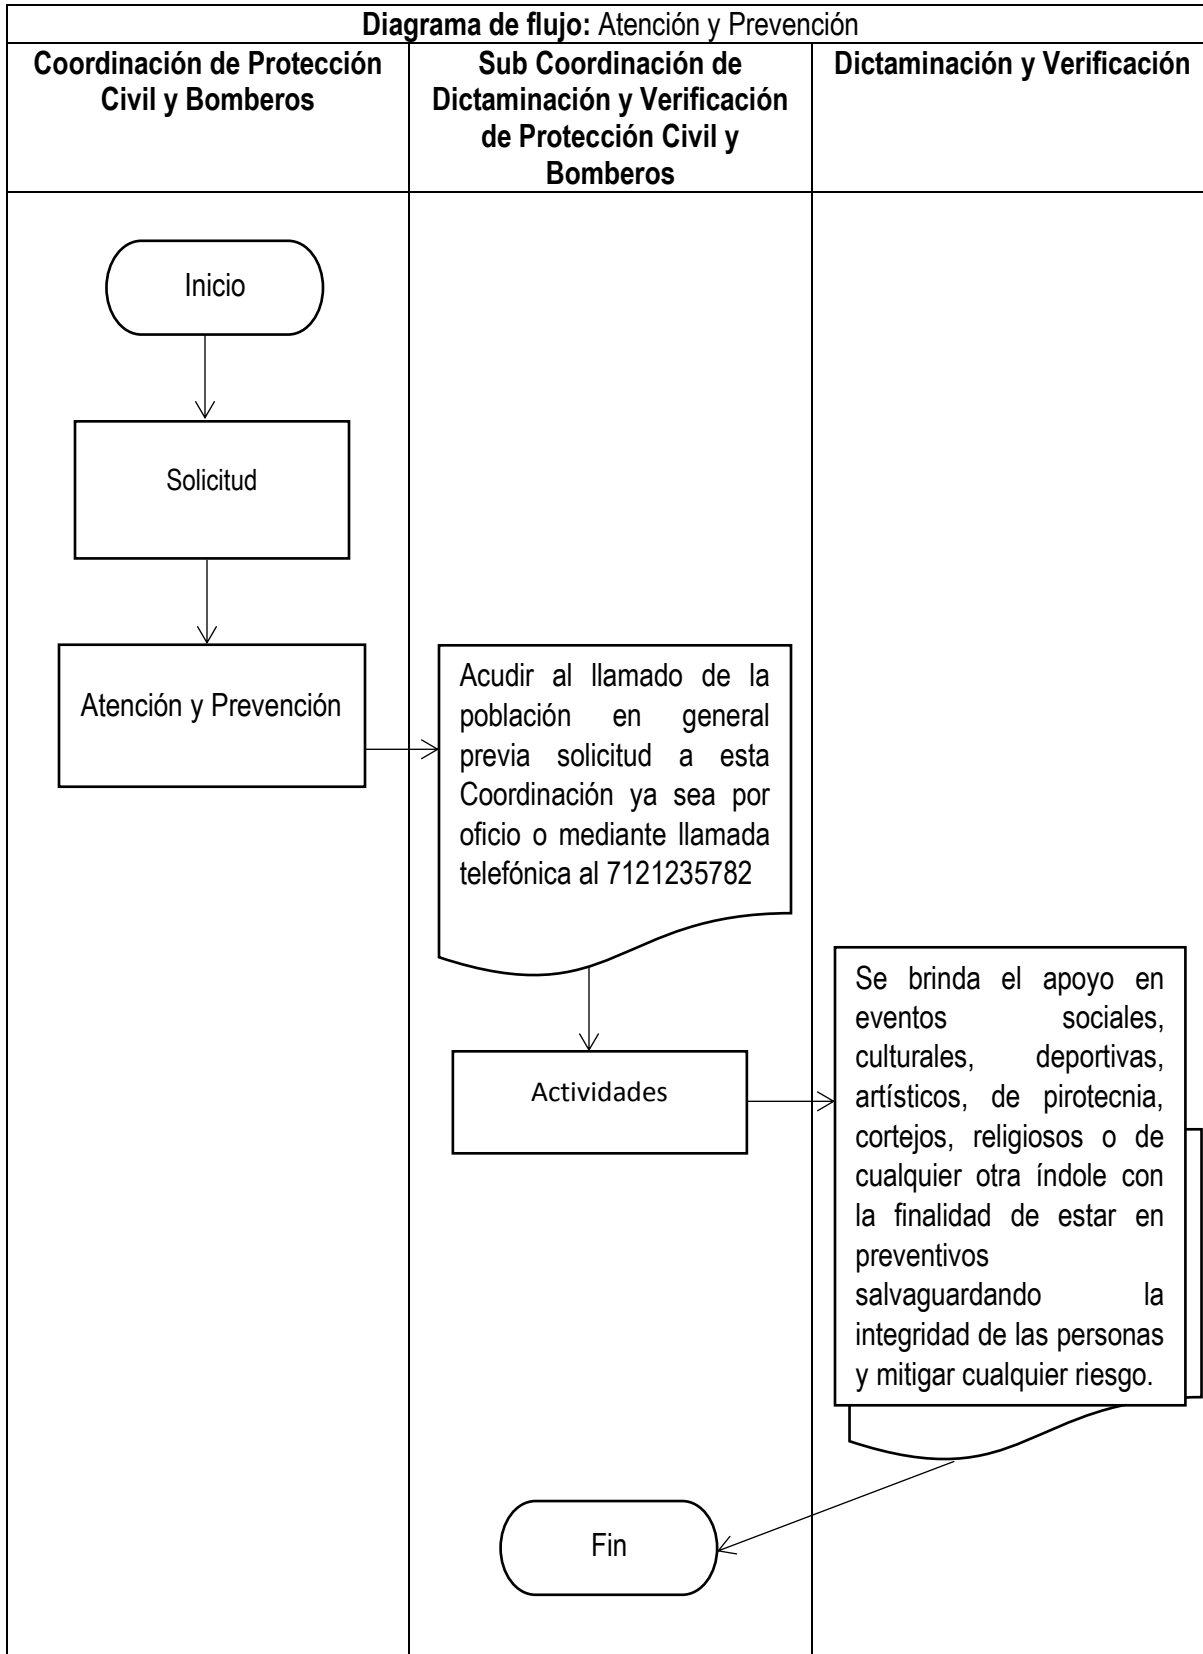 Diagrama de flujo: Atención y Prevención
Coordinación de Protección
Civil y Bomberos
Sub Coordinación de
Dictaminación y Verificación
de Protección Civil y
Bomberos
Dictaminación y Verificación
Inicio
Solicitud
Atención y Prevención
Acudir al llamado de la
población en general
previa solicitud a esta
Coordinación ya sea por
oficio o mediante llamada
telefónica al 7121235782
Actividades
Se brinda el apoyo en
eventos sociales,
culturales, deportivas,
artísticos, de pirotecnia,
cortejos, religiosos o de
cualquier otra índole con
la finalidad de estar en
preventivos
salvaguardando la
integridad de las personas
y mitigar cualquier riesgo.
Fin